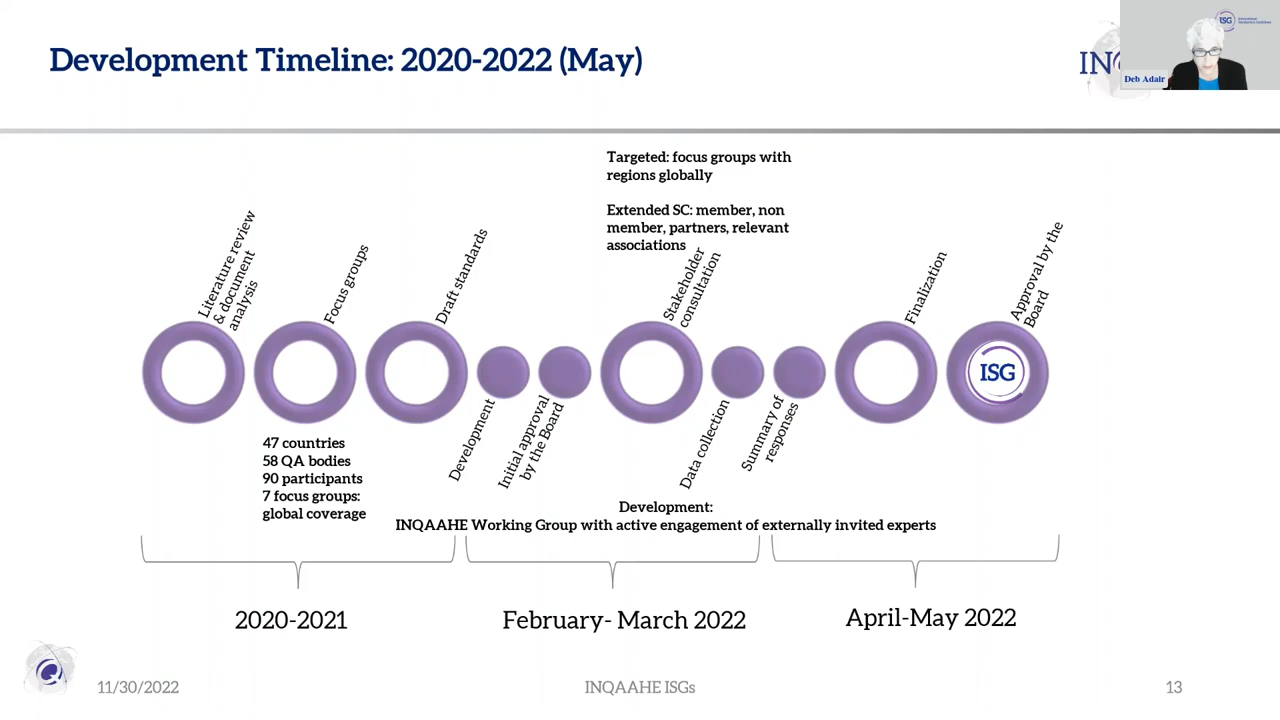 Development Timeline: 2020-2022 (May)
IN
ISG
Deb Adair
Targeted: focus groups with
regions globally
Extended SC: member, non
member, partners, relevant
associations
Literature review
& document
analysis
Focus groups
Draft standards
Stakeholder
consultation
Finalization
Approval by the
Board
ISG
Development
Initial approval
by the Board
Data collection
Summary of
responses
47 countries
58 QA bodies
90 participants
7 focus groups:
global coverage
Development:
INQAAHE Working Group with active engagement of externally invited experts
2020-2021
February- March 2022
April-May 2022
11/30/2022
INQAAHE ISGs
13